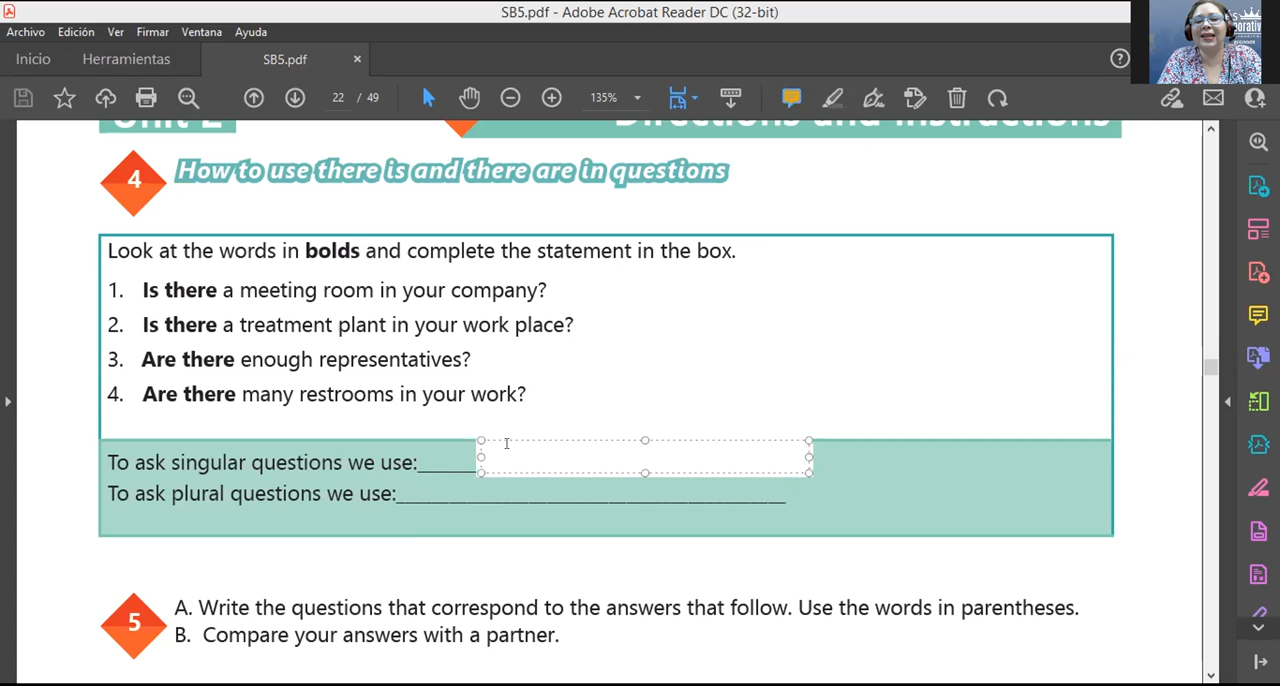 SB5.pdf - Adobe Acrobat Reader DC (32-bit)
Archivo Edición Ver Firmar Ventana Ayuda
Inicio Herramientas SB5.pdf ×
22 / 49 135%
Directions and Instructions
4 How to use there is and there are in questions
Look at the words in bolds and complete the statement in the box.
1. Is there a meeting room in your company?
2. Is there a treatment plant in your work place?
3. Are there enough representatives?
4. Are there many restrooms in your work?
To ask singular questions we use:______
To ask plural questions we use:______________________________________
5 A. Write the questions that correspond to the answers that follow. Use the words in parentheses.
B. Compare your answers with a partner.